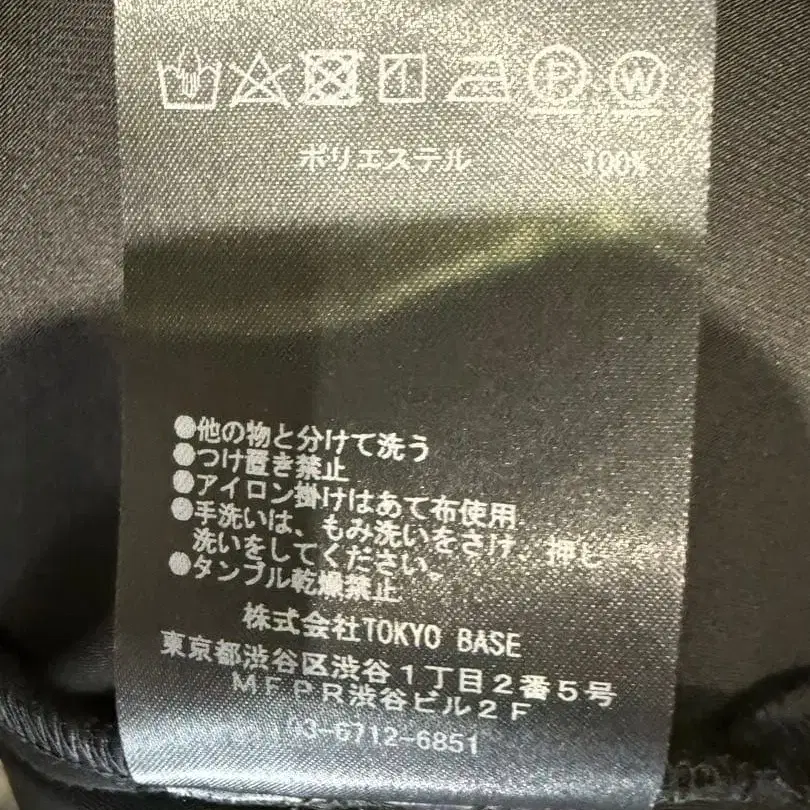 ポリエステル 100%
●他の物と分けて洗う
●つけ置き禁止
●アイロン掛けはあて布使用
●手洗いは、もみ洗いをさけ、押し
洗いをしてください。
●タンブル乾燥禁止
株式会社TOKYO BASE
東京都渋谷区渋谷1丁目2番5号
MFPR渋谷ビル2F
03-6712-6851